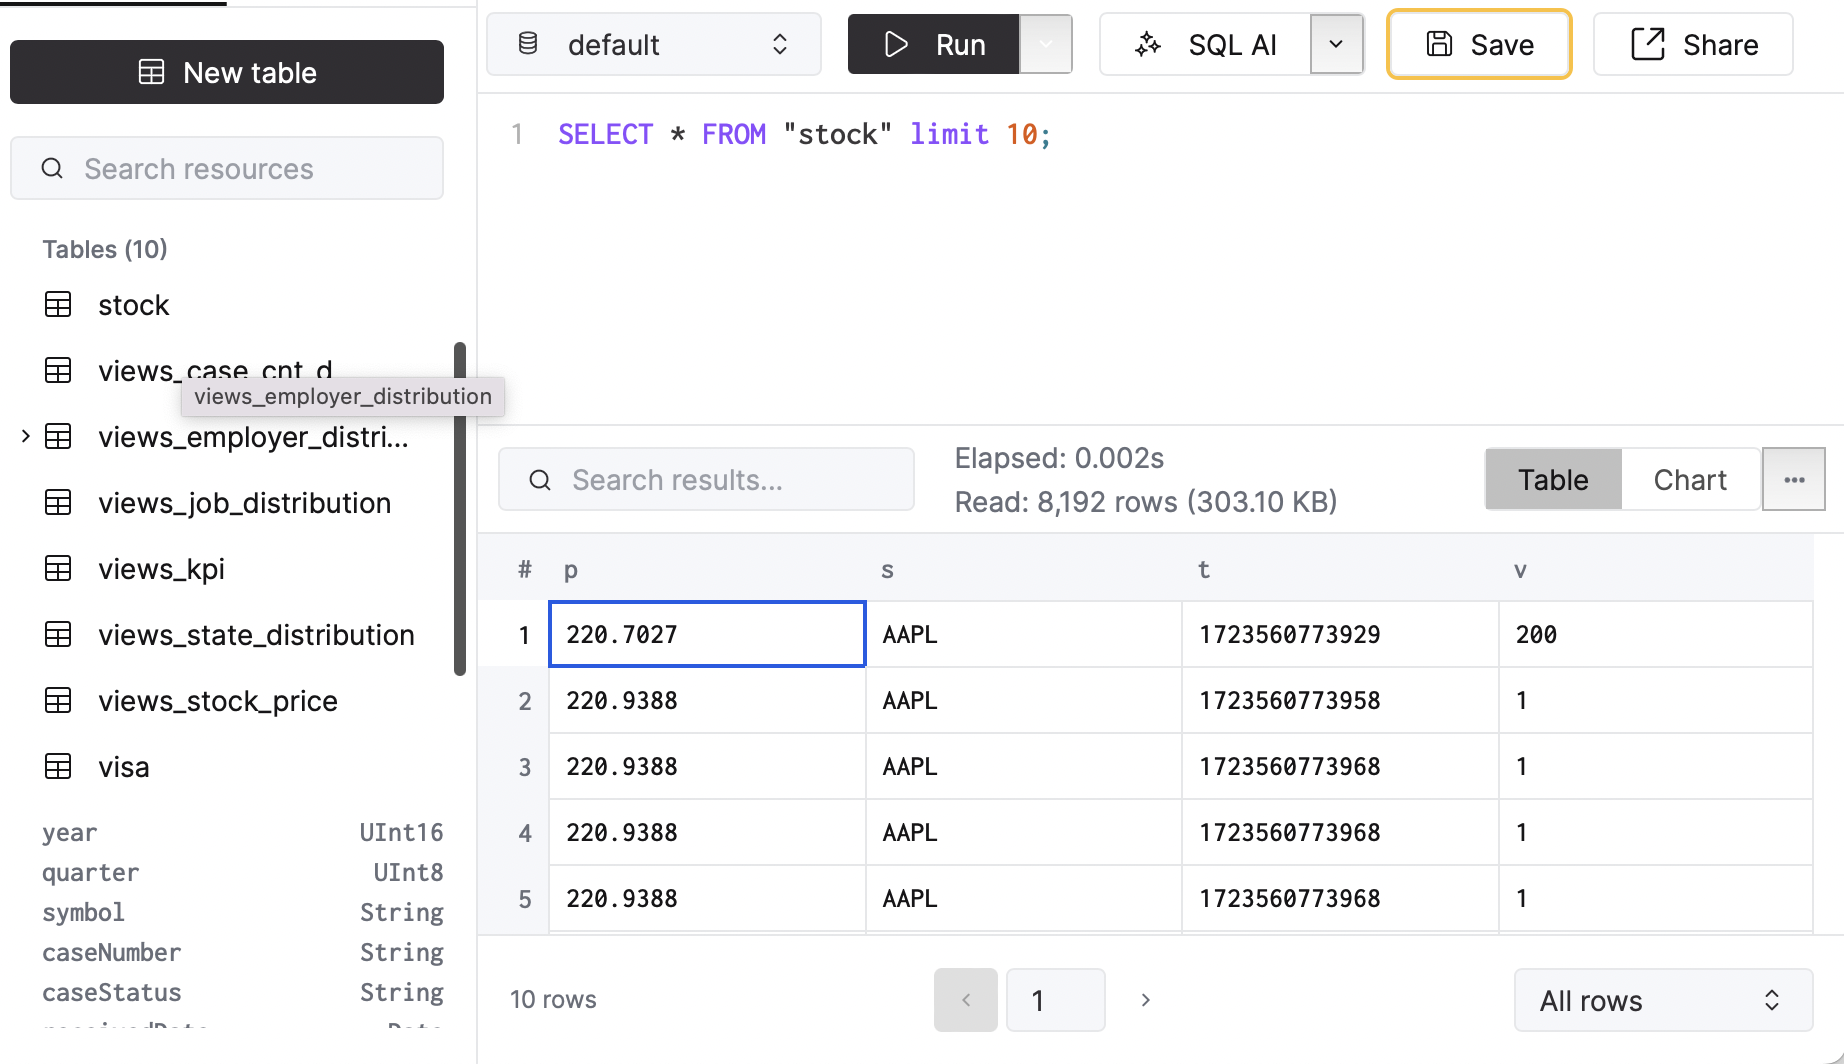 New table
Search resources
Tables (10)
stock
views_case_cnt_d
views_employer_distribution
views_employer_distri...
views_job_distribution
views_kpi
views_state_distribution
views_stock_price
visa
year UInt16
quarter UInt8
symbol String
caseNumber String
caseStatus String
default
Run
SQL AI
Save
Share
1 SELECT * FROM "stock" limit 10;
Search results...
Elapsed: 0.002s
Read: 8,192 rows (303.10 KB)
Table
Chart
# p s t v
1 220.7027 AAPL 1723560773929 200
2 220.9388 AAPL 1723560773958 1
3 220.9388 AAPL 1723560773968 1
4 220.9388 AAPL 1723560773968 1
5 220.9388 AAPL 1723560773968 1
10 rows
1
All rows